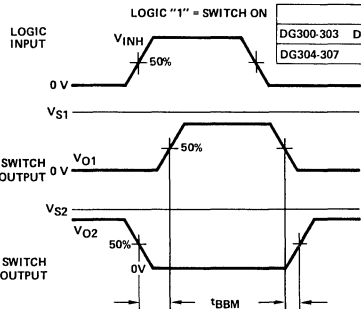 LOGIC "1" = SWITCH ON
LOGIC
INPUT
VINH
50%
0 V
DG300-303 D
DG304-307
VS1
SWITCH
OUTPUT
0 V
VO1
50%
VS2
VO2
50%
SWITCH
OUTPUT
0V
tBBM